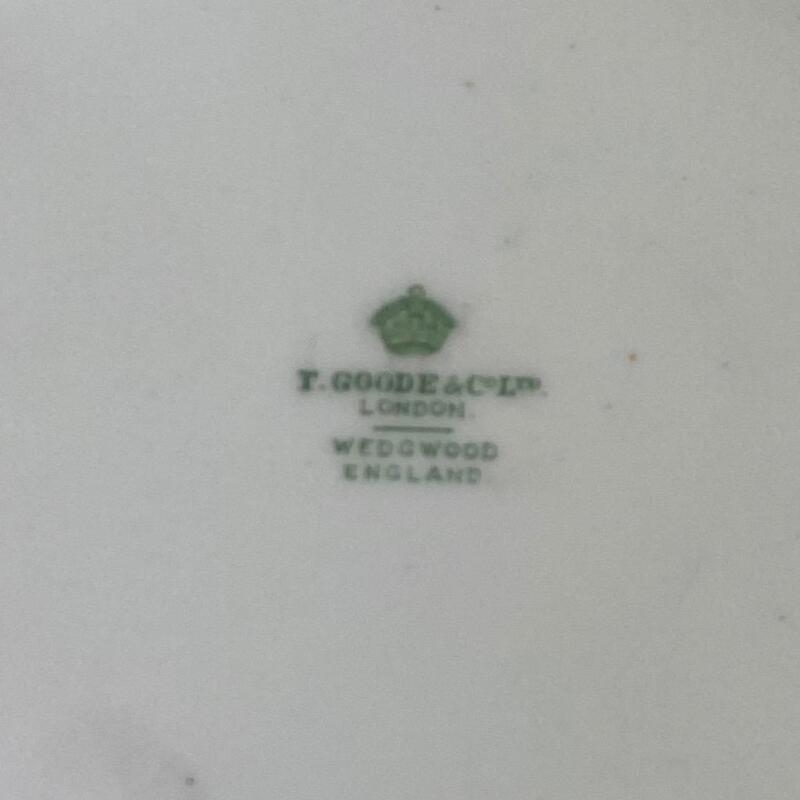 T. GOODE & Cº Lᵀᴰ.
LONDON.
WEDGWOOD
ENGLAND